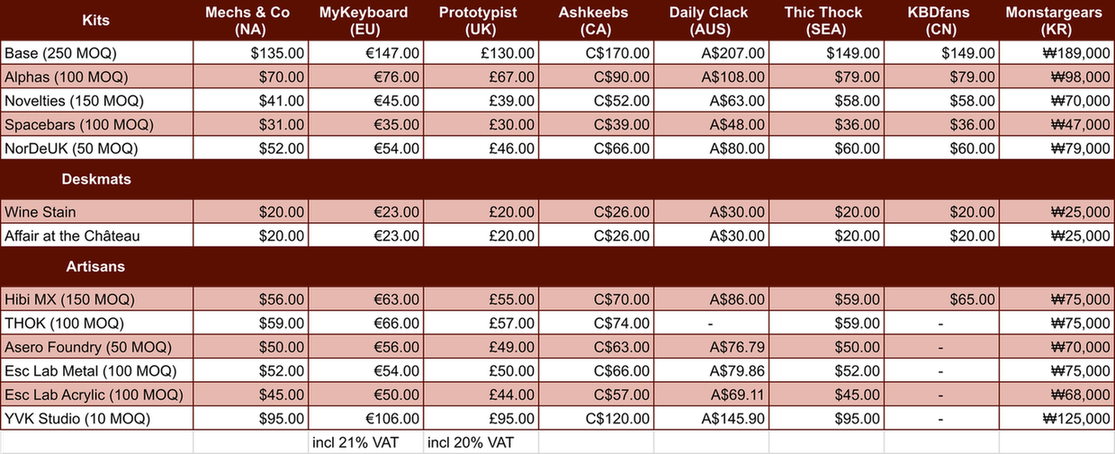 Kits Mechs & Co (NA) MyKeyboard (EU) Prototypist (UK) Ashkeebs (CA) Daily Clack (AUS) Thic Thock (SEA) KBDfans (CN) Monstargears (KR)
Base (250 MOQ) $135.00 €147.00 £130.00 C$170.00 A$207.00 $149.00 $149.00 ₩189,000
Alphas (100 MOQ) $70.00 €76.00 £67.00 C$90.00 A$108.00 $79.00 $79.00 ₩98,000
Novelties (150 MOQ) $41.00 €45.00 £39.00 C$52.00 A$63.00 $58.00 $58.00 ₩70,000
Spacebars (100 MOQ) $31.00 €35.00 £30.00 C$39.00 A$48.00 $36.00 $36.00 ₩47,000
NorDeUK (50 MOQ) $52.00 €54.00 £46.00 C$66.00 A$80.00 $60.00 $60.00 ₩79,000
Deskmats
Wine Stain $20.00 €23.00 £20.00 C$26.00 A$30.00 $20.00 $20.00 ₩25,000
Affair at the Château $20.00 €23.00 £20.00 C$26.00 A$30.00 $20.00 $20.00 ₩25,000
Artisans
Hibi MX (150 MOQ) $56.00 €63.00 £55.00 C$70.00 A$86.00 $59.00 $65.00 ₩75,000
THOK (100 MOQ) $59.00 €66.00 £57.00 C$74.00 - $59.00 - ₩75,000
Asero Foundry (50 MOQ) $50.00 €56.00 £49.00 C$63.00 A$76.79 $50.00 - ₩70,000
Esc Lab Metal (100 MOQ) $52.00 €54.00 £50.00 C$66.00 A$79.86 $52.00 - ₩75,000
Esc Lab Acrylic (100 MOQ) $45.00 €50.00 £44.00 C$57.00 A$69.11 $45.00 - ₩68,000
YVK Studio (10 MOQ) $95.00 €106.00 £95.00 C$120.00 A$145.90 $95.00 - ₩125,000
incl 21% VAT incl 20% VAT